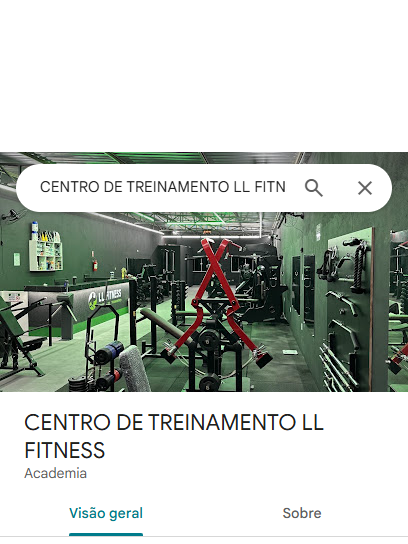 CENTRO DE TREINAMENTO LL FITN
LL FITNESS
CENTRO DE TREINAMENTO LL
FITNESS
Academia
Visão geral
Sobre